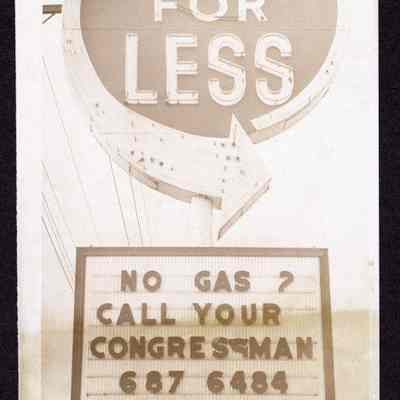 FOR
LESS
NO GAS ?
CALL YOUR
CONGRESSMAN
687 6484